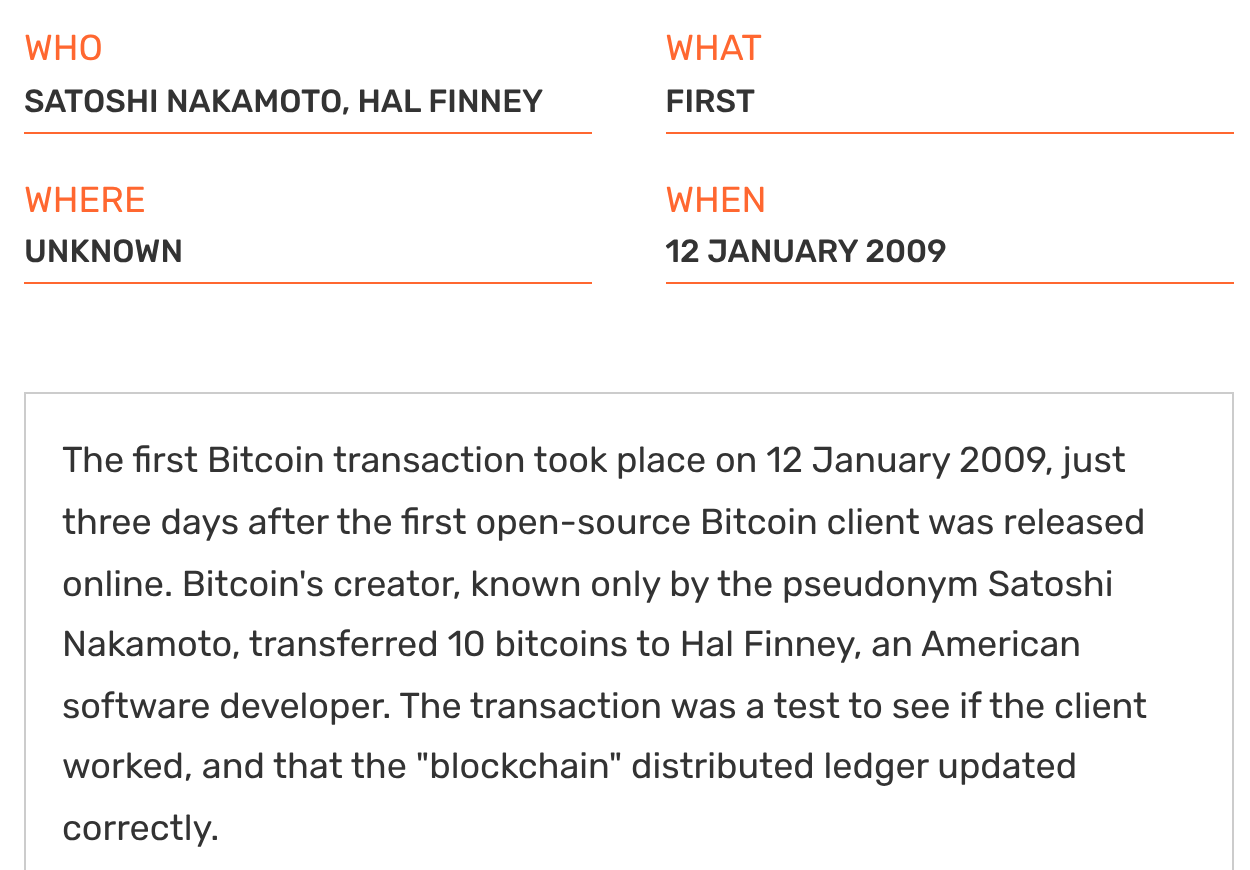 WHO
SATOSHI NAKAMOTO, HAL FINNEY
WHAT
FIRST
WHERE
UNKNOWN
WHEN
12 JANUARY 2009
The first Bitcoin transaction took place on 12 January 2009, just
three days after the first open-source Bitcoin client was released
online. Bitcoin's creator, known only by the pseudonym Satoshi
Nakamoto, transferred 10 bitcoins to Hal Finney, an American
software developer. The transaction was a test to see if the client
worked, and that the "blockchain" distributed ledger updated
correctly.